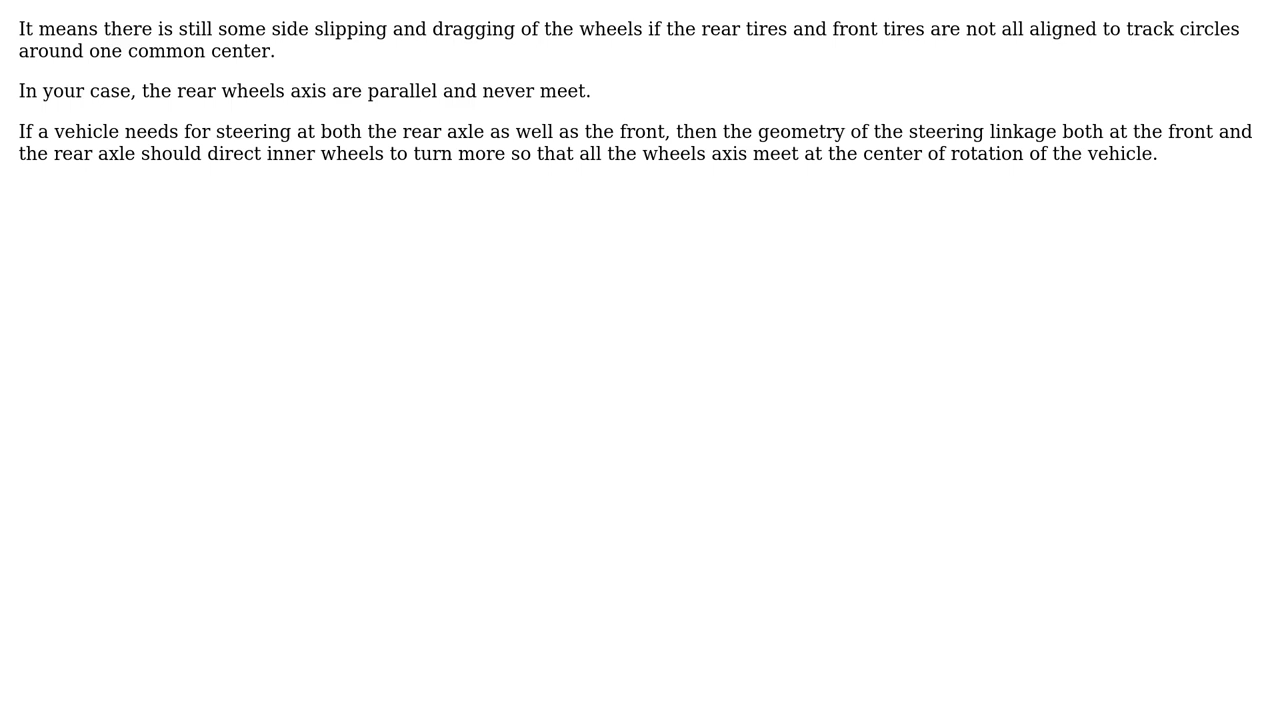 It means there is still some side slipping and dragging of the wheels if the rear tires and front tires are not all aligned to track circles
around one common center.
In your case, the rear wheels axis are parallel and never meet.
If a vehicle needs for steering at both the rear axle as well as the front, then the geometry of the steering linkage both at the front and
the rear axle should direct inner wheels to turn more so that all the wheels axis meet at the center of rotation of the vehicle.